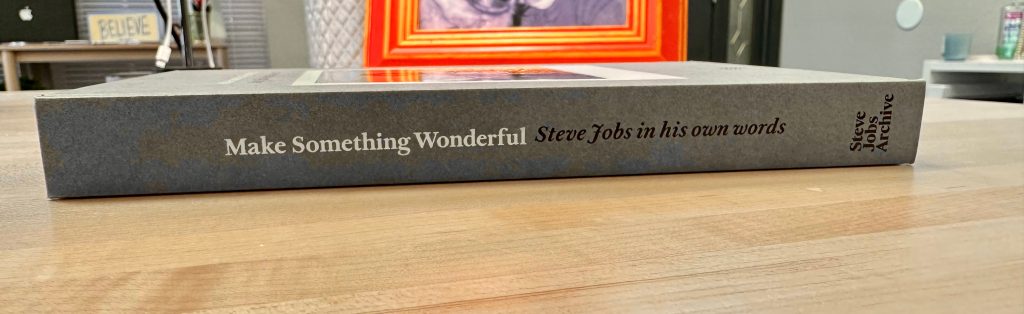 BELIEVE
Make Something Wonderful Steve Jobs in his own words
Steve
Jobs
Archive